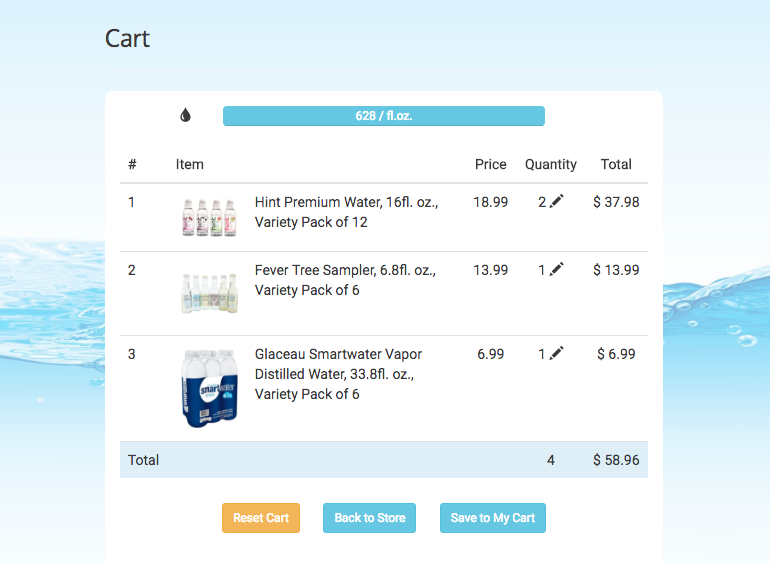 Cart
628 / fl.oz.
# Item Price Quantity Total
1 Hint Premium Water, 16fl. oz., 18.99 2 $ 37.98
Variety Pack of 12
2 Fever Tree Sampler, 6.8fl. oz., 13.99 1 $ 13.99
Variety Pack of 6
3 Glaceau Smartwater Vapor 6.99 1 $ 6.99
Distilled Water, 33.8fl. oz.,
Variety Pack of 6
smartwater
Total 4 $ 58.96
Reset Cart Back to Store Save to My Cart